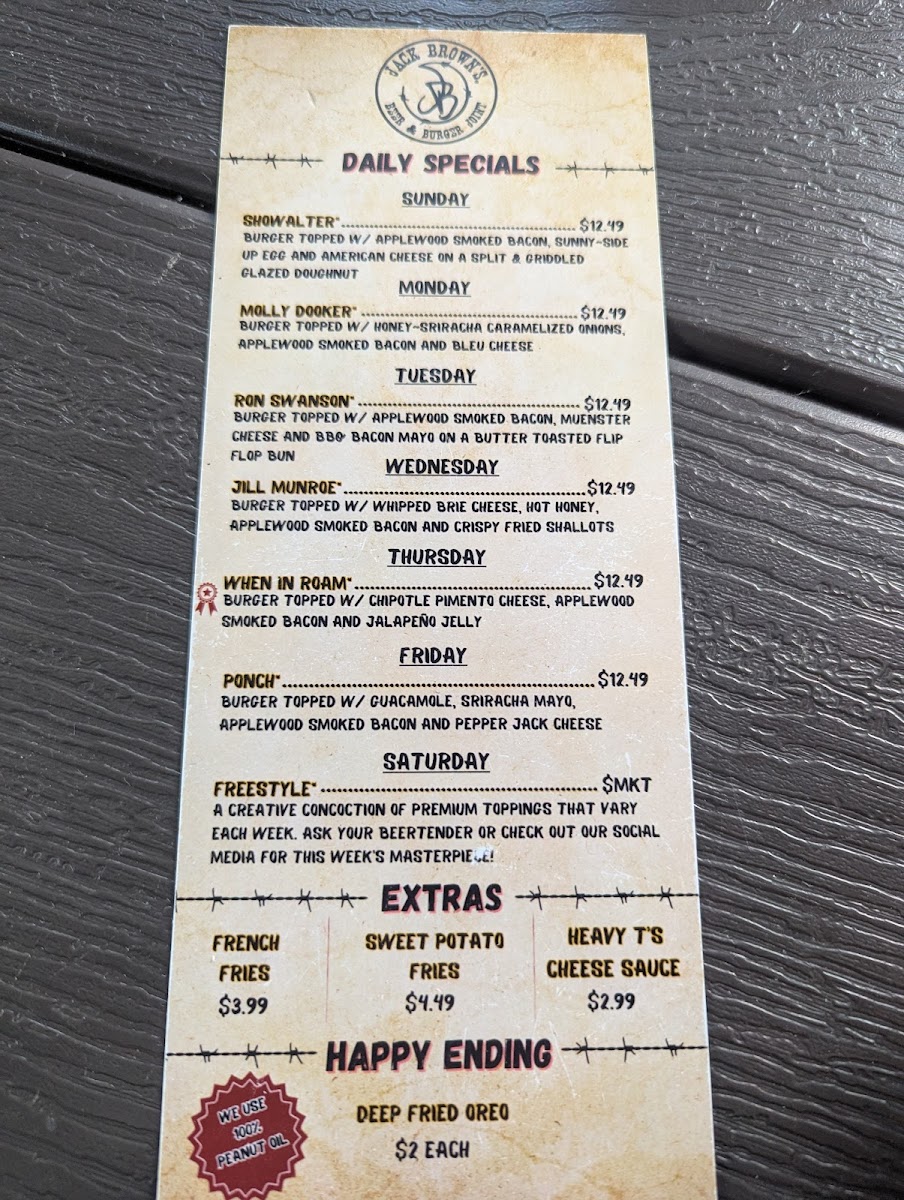 JACK BROWN'S
JB
BEER & BURGER JOINT
DAILY SPECIALS
SUNDAY
SHOWALTER*.......................................................... $12.49
BURGER TOPPED W/ APPLEWOOD SMOKED BACON, SUNNY-SIDE
UP EGG AND AMERICAN CHEESE ON A SPLIT & GRIDDLED
GLAZED DOUGHNUT
MONDAY
MOLLY DOOKER* ..................................................... $12.49
BURGER TOPPED W/ HONEY-SRIRACHA CARAMELIZED ONIONS,
APPLEWOOD SMOKED BACON AND BLEU CHEESE
TUESDAY
RON SWANSON* ..................................................... $12.49
BURGER TOPPED W/ APPLEWOOD SMOKED BACON, MUENSTER
CHEESE AND BBQ BACON MAYO ON A BUTTER TOASTED FLIP
FLOP BUN
WEDNESDAY
JILL MUNROE*.........................................................$12.49
BURGER TOPPED W/ WHIPPED BRIE CHEESE, HOT HONEY,
APPLEWOOD SMOKED BACON AND CRISPY FRIED SHALLOTS
THURSDAY
WHEN IN ROAM*.......................................................$12.49
BURGER TOPPED W/ CHIPOTLE PIMENTO CHEESE, APPLEWOOD
SMOKED BACON AND JALAPEÑO JELLY
FRIDAY
PONCH*.....................................................................$12.49
BURGER TOPPED W/ GUACAMOLE, SRIRACHA MAYO,
APPLEWOOD SMOKED BACON AND PEPPER JACK CHEESE
SATURDAY
FREESTYLE* ............................................................... $MKT
A CREATIVE CONCOCTION OF PREMIUM TOPPINGS THAT VARY
EACH WEEK. ASK YOUR BEERTENDER OR CHECK OUT OUR SOCIAL
MEDIA FOR THIS WEEK'S MASTERPIECE!
EXTRAS
FRENCH
FRIES
$3.99
SWEET POTATO
FRIES
$4.49
HEAVY T'S
CHEESE SAUCE
$2.99
HAPPY ENDING
WE USE
100%
PEANUT OIL
DEEP FRIED OREO
$2 EACH